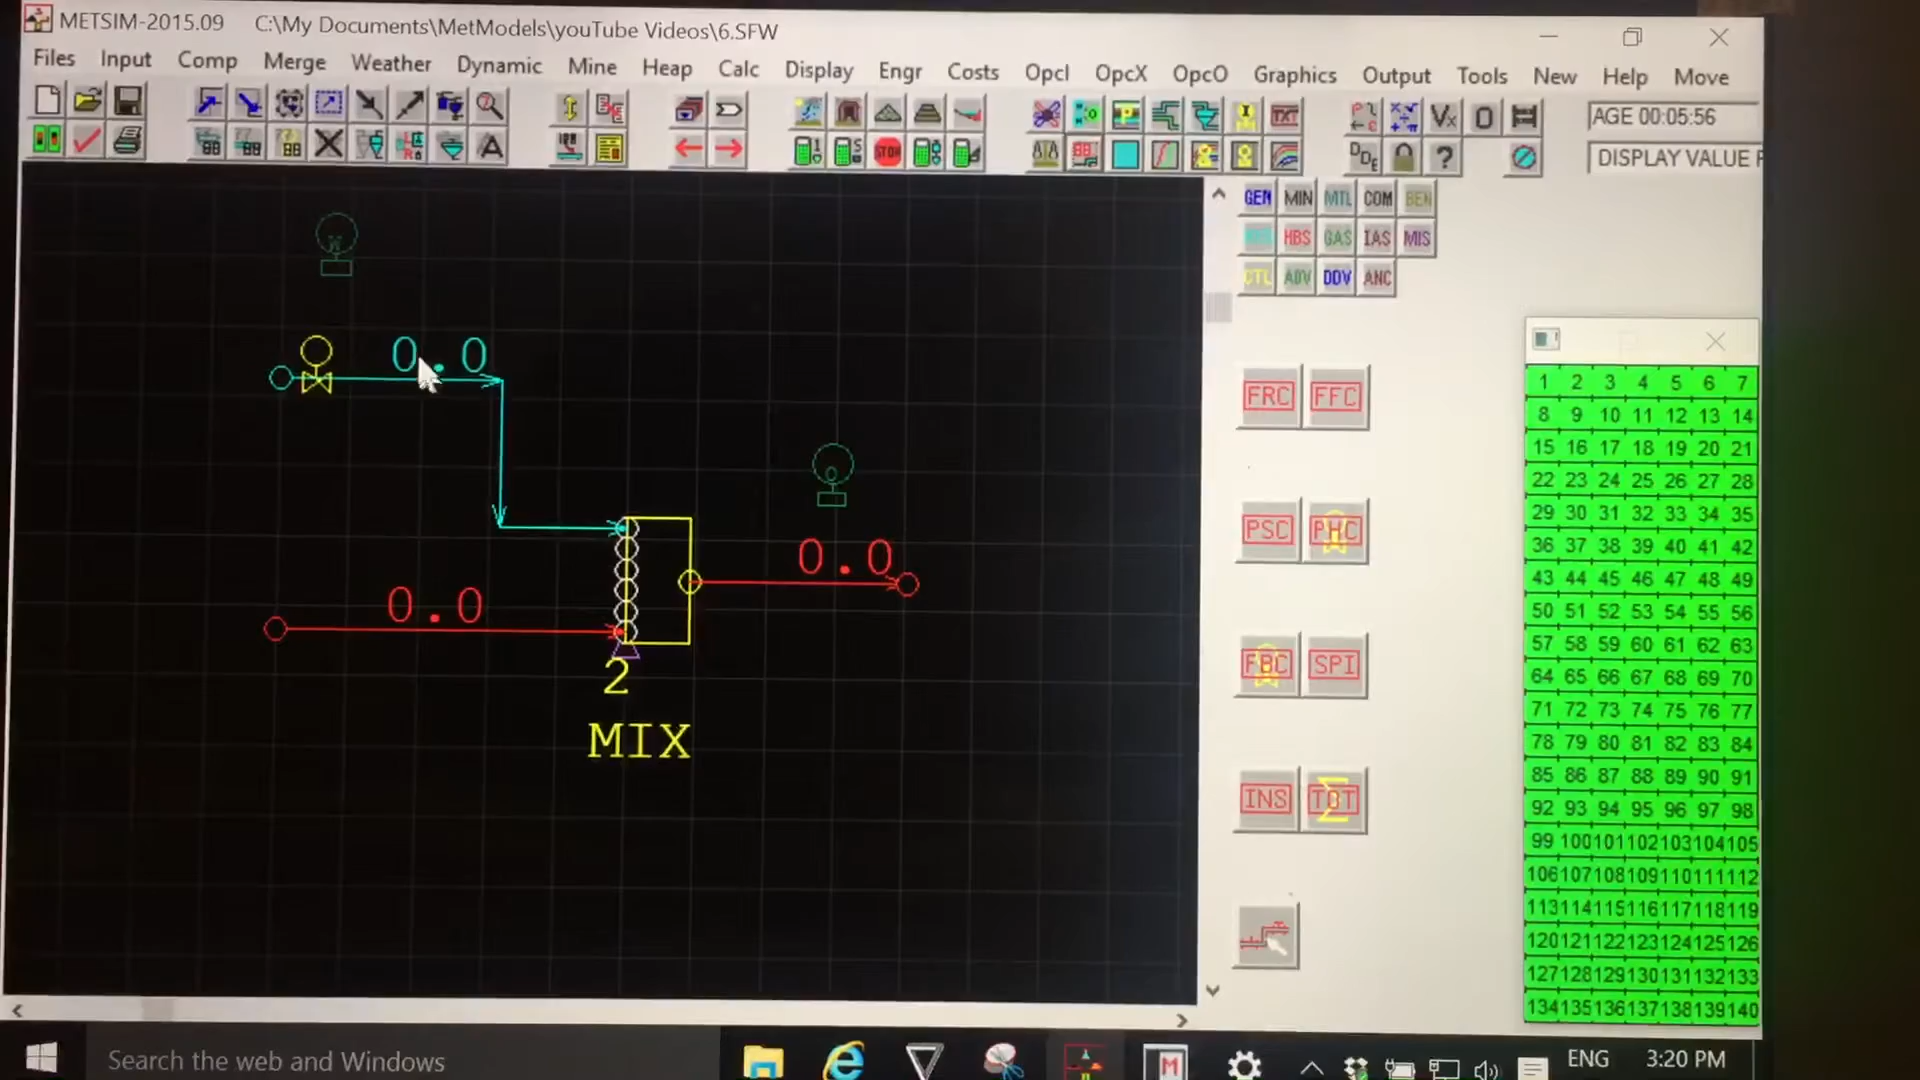 METSIM-2015.09 C:\My Documents\MetModels\youTube Videos\6.SFW
Files Input Comp Merge Weather Dynamic Mine Heap Calc Display Engr Costs OpcI OpcX OpcO Graphics Output Tools New Help Move
TXT
AGE 00:05:56
STOP
DDE
?
DISPLAY VALUE F
GEN MIN MTL COM BEN
HBS GAS IAS MIS
CTL ADV DDV ANC
W
0.0
0
0.0
0.0
2
MIX
FRC FFC
PSC PHC
FBC SPI
INS TOT
1 2 3 4 5 6 7
8 9 10 11 12 13 14
15 16 17 18 19 20 21
22 23 24 25 26 27 28
29 30 31 32 33 34 35
36 37 38 39 40 41 42
43 44 45 46 47 48 49
50 51 52 53 54 55 56
57 58 59 60 61 62 63
64 65 66 67 68 69 70
71 72 73 74 75 76 77
78 79 80 81 82 83 84
85 86 87 88 89 90 91
92 93 94 95 96 97 98
99 100 101 102 103 104 105
106 107 108 109 110 111 112
113 114 115 116 117 118 119
120 121 122 123 124 125 126
127 128 129 130 131 132 133
134 135 136 137 138 139 140
Search the web and Windows
M
ENG 3:20 PM